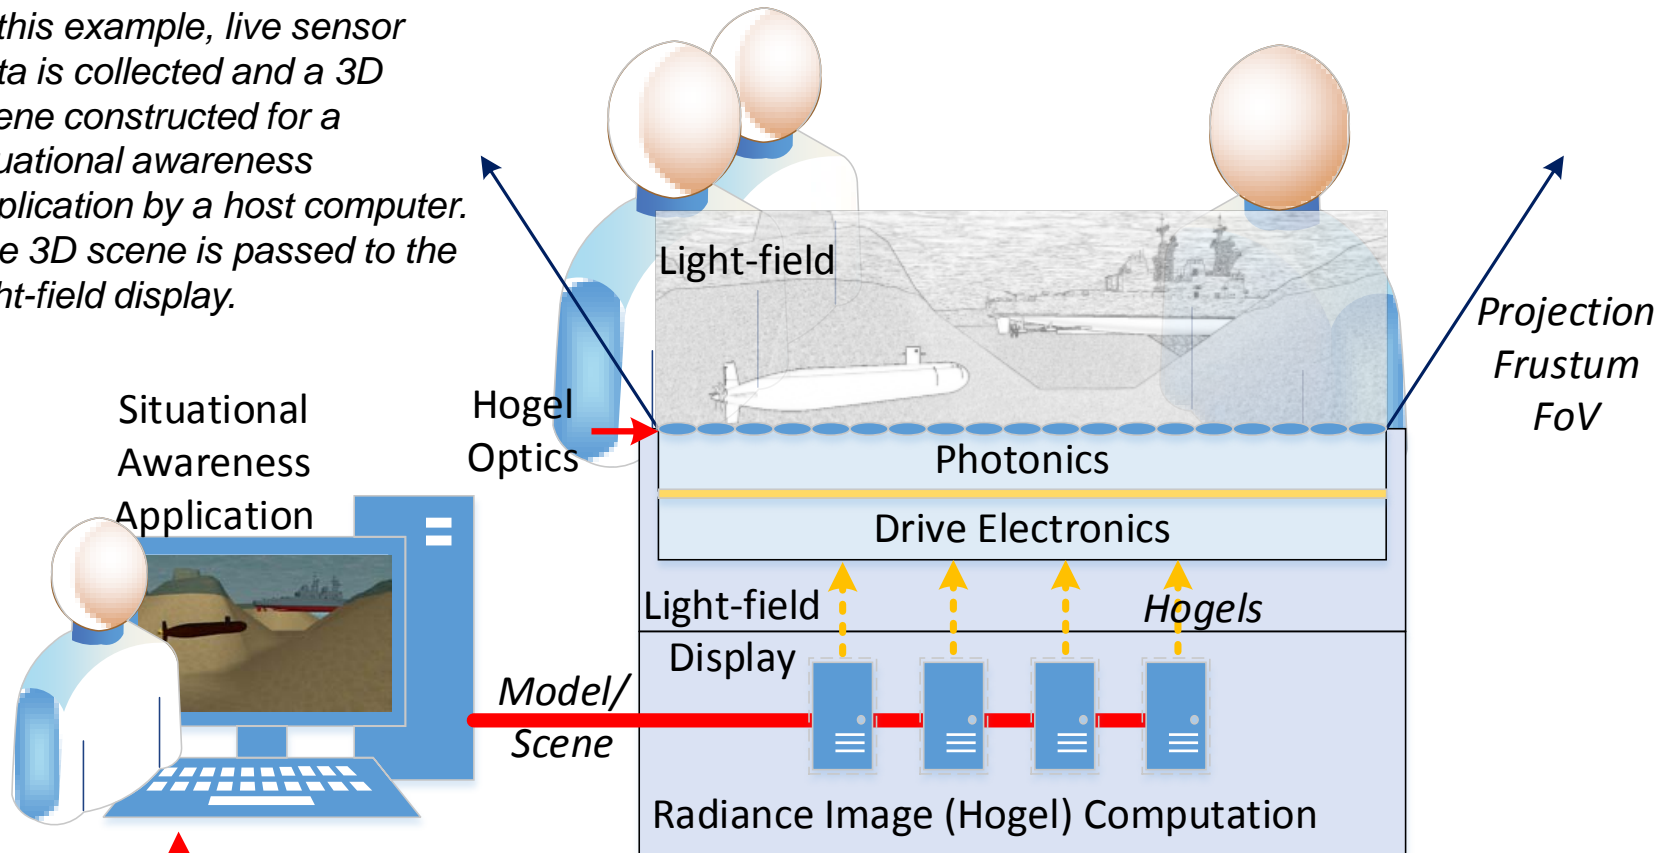 this example, live sensor
ta is collected and a 3D
ene constructed for a
uational awareness
plication by a host computer.
e 3D scene is passed to the
ht-field display.
Light-field
Projection
Frustum
FoV
Situational
Awareness
Application
Hogel
Optics
Photonics
Drive Electronics
Light-field
Display
Hogels
Model/
Scene
Radiance Image (Hogel) Computation